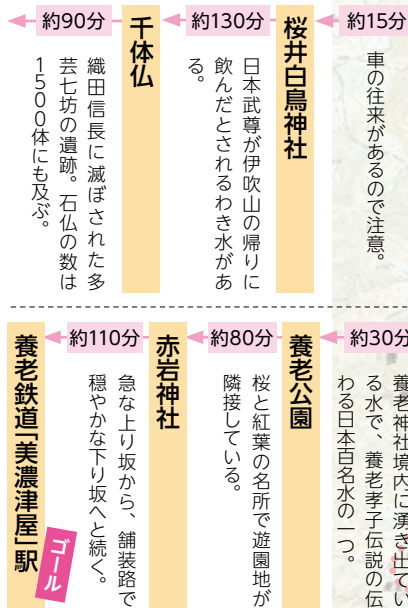 約15分
車の往来があるので注意。
桜井白鳥神社
約130分
日本武尊が伊吹山の帰りに
飲んだとされるわき水があ
る。
千体仏
約90分
織田信長に滅ぼされた多
芸七坊の遺跡。石仏の数は
1500体にも及ぶ。
約30分
養老神社境内に湧き出てい
る水で、養老孝子伝説の伝
わる日本百名水の一つ。
養老公園
約80分
桜と紅葉の名所で遊園地が
隣接している。
赤岩神社
約110分
急な上り坂から、舗装路で
穏やかな下り坂へと続く。
養老鉄道「美濃津屋」駅
ゴール